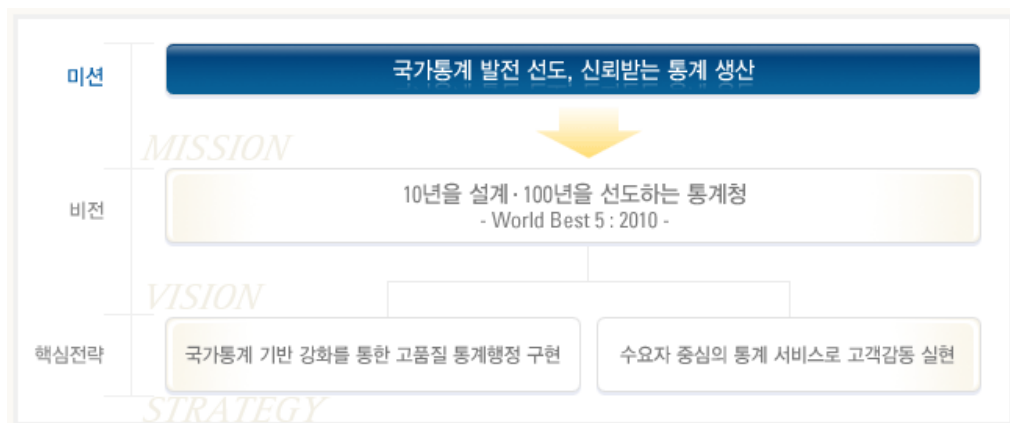 미션
국가통계 발전 선도, 신뢰받는 통계 생산
MISSION
비전
10년을 설계·100년을 선도하는 통계청
- World Best 5 : 2010 -
VISION
핵심전략
국가통계 기반 강화를 통한 고품질 통계행정 구현
수요자 중심의 통계 서비스로 고객감동 실현
STRATEGY